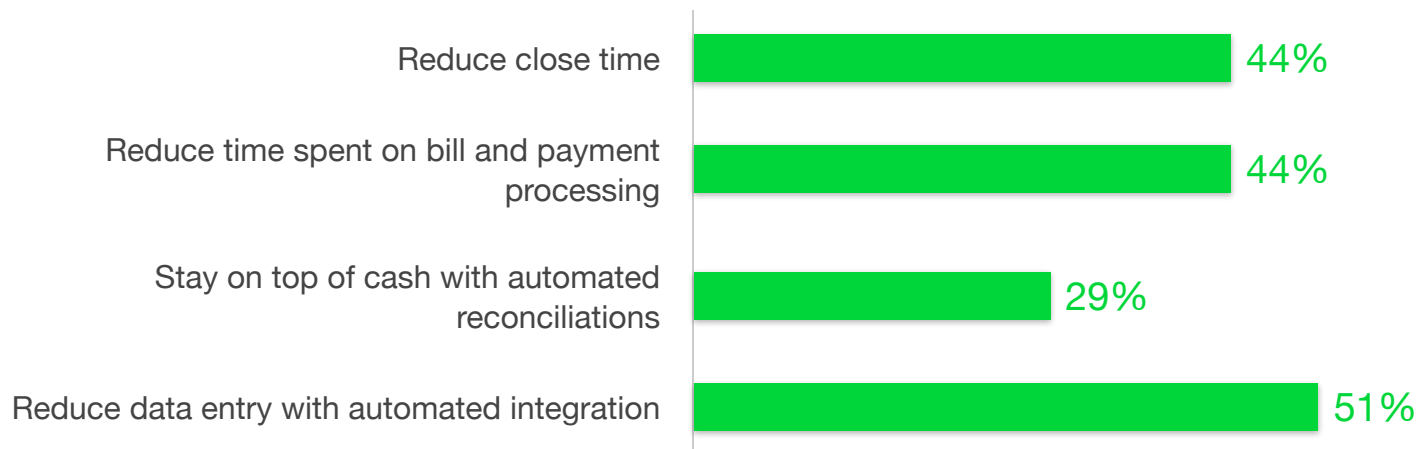 Reduce close time
44%
Reduce time spent on bill and payment
processing
44%
Stay on top of cash with automated
reconciliations
29%
Reduce data entry with automated integration
51%